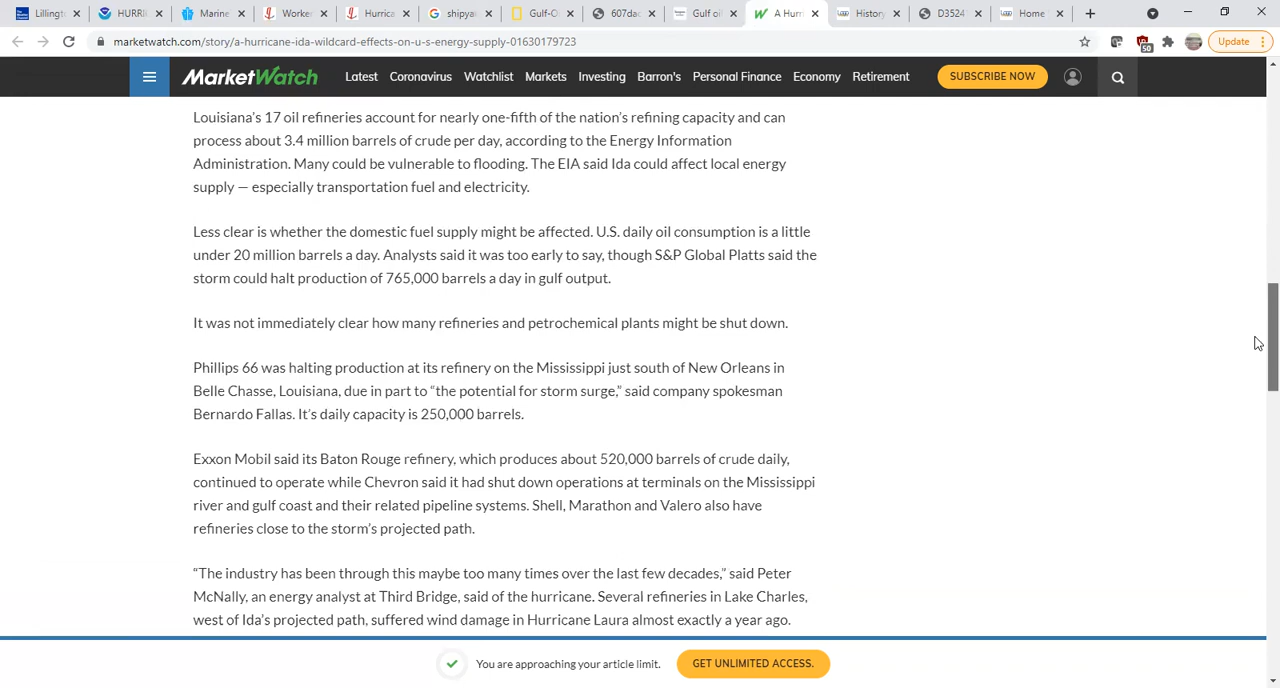 Lillingt
HURRI
Marine
Worke
Hurrica
shipya
Gulf-O
607dac
Gulf oi
A Hurr
History
D3524
Home
marketwatch.com/story/a-hurricane-ida-wildcard-effects-on-u-s-energy-supply-01630179723
50
Update
MarketWatch
Latest
Coronavirus
Watchlist
Markets
Investing
Barron's
Personal Finance
Economy
Retirement
SUBSCRIBE NOW
Louisiana's 17 oil refineries account for nearly one-fifth of the nation's refining capacity and can
process about 3.4 million barrels of crude per day, according to the Energy Information
Administration. Many could be vulnerable to flooding. The EIA said Ida could affect local energy
supply — especially transportation fuel and electricity.
Less clear is whether the domestic fuel supply might be affected. U.S. daily oil consumption is a little
under 20 million barrels a day. Analysts said it was too early to say, though S&P Global Platts said the
storm could halt production of 765,000 barrels a day in gulf output.
It was not immediately clear how many refineries and petrochemical plants might be shut down.
Phillips 66 was halting production at its refinery on the Mississippi just south of New Orleans in
Belle Chasse, Louisiana, due in part to “the potential for storm surge,” said company spokesman
Bernardo Fallas. It's daily capacity is 250,000 barrels.
Exxon Mobil said its Baton Rouge refinery, which produces about 520,000 barrels of crude daily,
continued to operate while Chevron said it had shut down operations at terminals on the Mississippi
river and gulf coast and their related pipeline systems. Shell, Marathon and Valero also have
refineries close to the storm's projected path.
“The industry has been through this maybe too many times over the last few decades,” said Peter
McNally, an energy analyst at Third Bridge, said of the hurricane. Several refineries in Lake Charles,
west of Ida's projected path, suffered wind damage in Hurricane Laura almost exactly a year ago.
You are approaching your article limit.
GET UNLIMITED ACCESS.